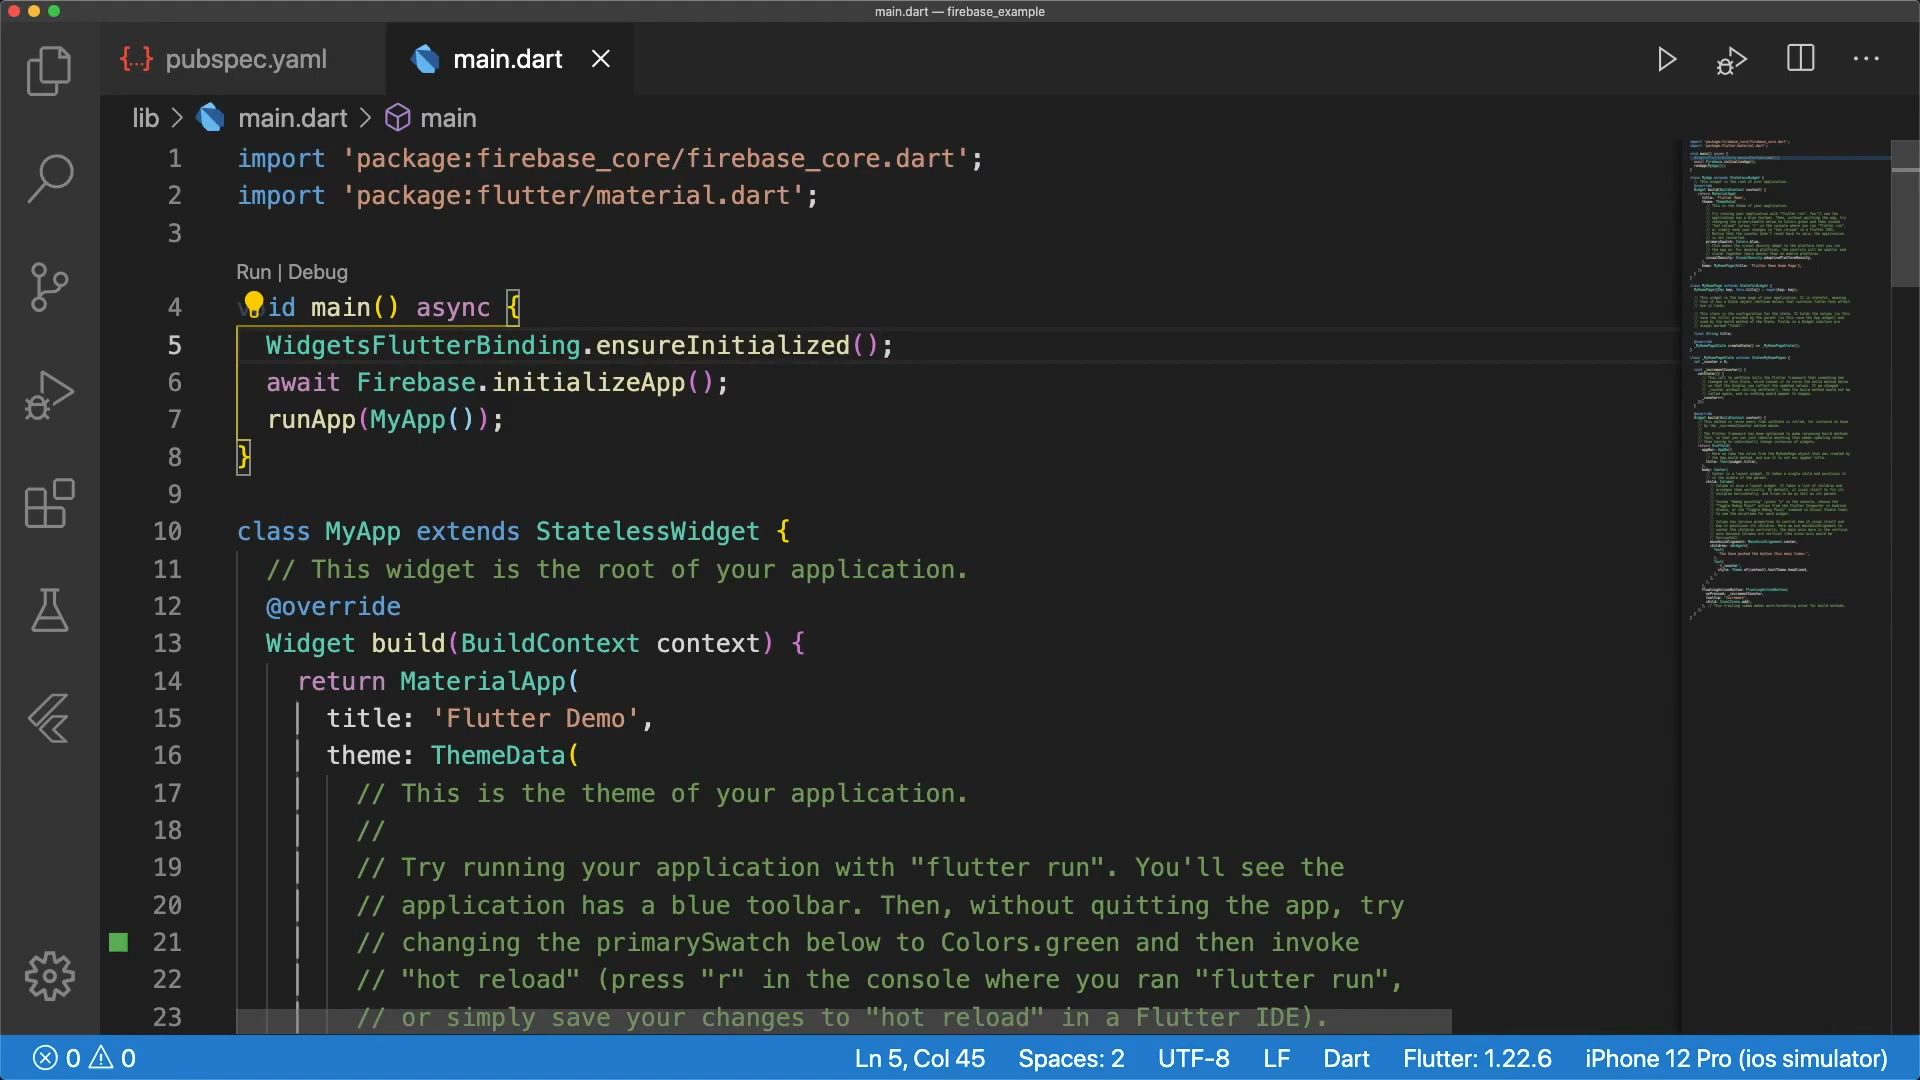 main.dart — firebase_example
{...} pubspec.yaml
main.dart
lib > main.dart > main
1 import 'package:firebase_core/firebase_core.dart';
2 import 'package:flutter/material.dart';
3
Run | Debug
4 void main() async {
5 WidgetsFlutterBinding.ensureInitialized();
6 await Firebase.initializeApp();
7 runApp(MyApp());
8 }
9
10 class MyApp extends StatelessWidget {
11 // This widget is the root of your application.
12 @override
13 Widget build(BuildContext context) {
14 return MaterialApp(
15 title: 'Flutter Demo',
16 theme: ThemeData(
17 // This is the theme of your application.
18 //
19 // Try running your application with "flutter run". You'll see the
20 // application has a blue toolbar. Then, without quitting the app, try
21 // changing the primarySwatch below to Colors.green and then invoke
22 // "hot reload" (press "r" in the console where you ran "flutter run",
23 // or simply save your changes to "hot reload" in a Flutter IDE).
0 0 Ln 5, Col 45 Spaces: 2 UTF-8 LF Dart Flutter: 1.22.6 iPhone 12 Pro (ios simulator)